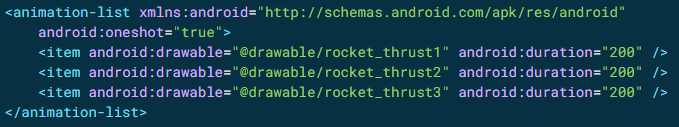 <animation-list xmlns:android="http://schemas.android.com/apk/res/android"
    android:oneshot="true">
    <item android:drawable="@drawable/rocket_thrust1" android:duration="200" />
    <item android:drawable="@drawable/rocket_thrust2" android:duration="200" />
    <item android:drawable="@drawable/rocket_thrust3" android:duration="200" />
</animation-list>